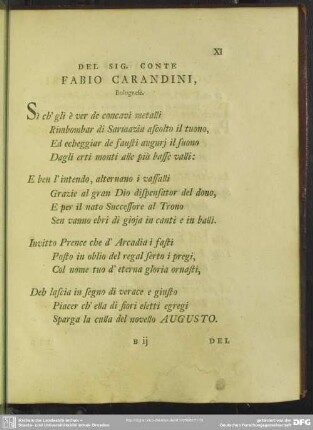 XI
DEL SIG. CONTE
FABIO CARANDINI,
Bolognese.
Sì ch' gli è ver de concavi metalli
Rimbombar di Sarmazia ascolto il tuono,
Ed echeggiar de fausti augurj il suono
Dagli erti monti alle più basse valli:
E ben l'intendo, alternano i vassalli
Grazie al gran Dio dispensator del dono,
E per il nato Successore al Trono
Sen vanno ebri di gioja in canti e in balli.
Invitto Prence che d' Arcadia i fasti
Posto in oblio del regal serto i pregi,
Col nome tuo d' eterna gloria ornasti,
Deh lascia in segno di verace e giusto
Piacer ch' ella di fiori eletti egregi
Sparga la culla del novello AUGUSTO.
B ij
DEL